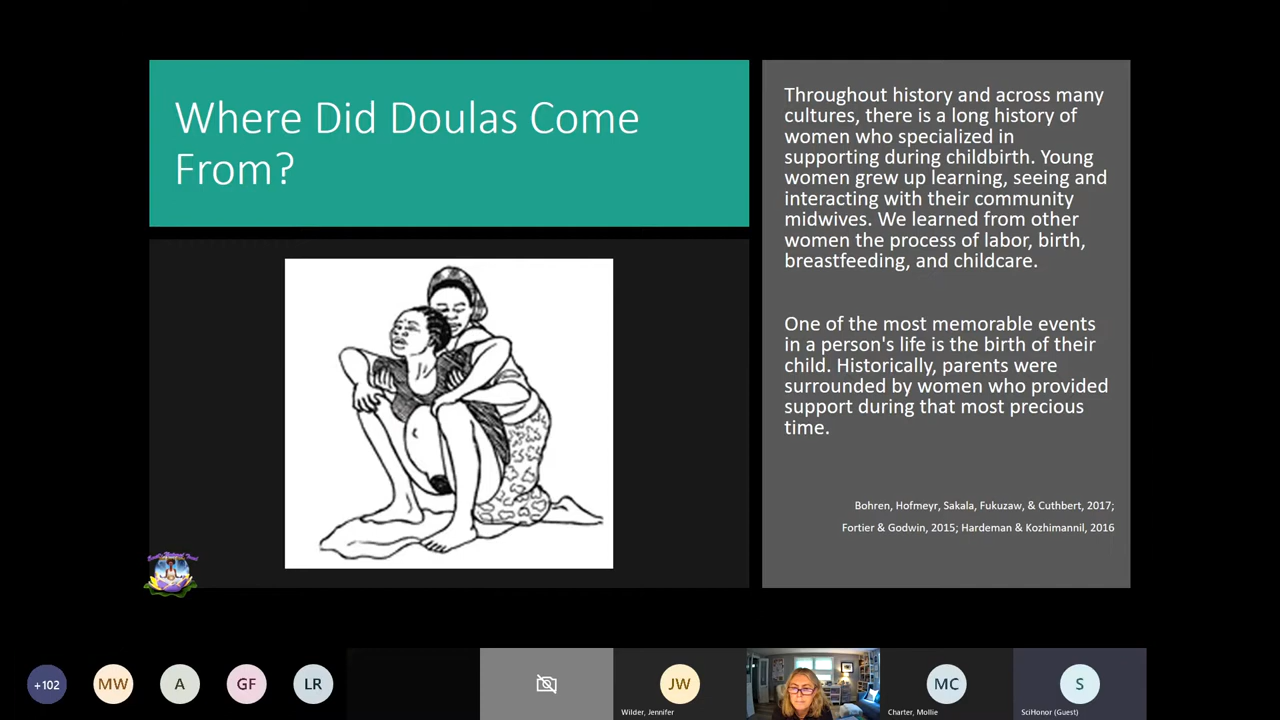 Where Did Doulas Come
From?
Throughout history and across many
cultures, there is a long history of
women who specialized in
supporting during childbirth. Young
women grew up learning, seeing and
interacting with their community
midwives. We learned from other
women the process of labor, birth,
breastfeeding, and childcare.
One of the most memorable events
in a person's life is the birth of their
child. Historically, parents were
surrounded by women who provided
support during that most precious
time.
Bohren, Hofmeyr, Sakala, Fukuzaw, & Cuthbert, 2017;
Fortier & Godwin, 2015; Hardeman & Kozhimannil, 2016
+102
MW
A
GF
LR
JW
Wilder, Jennifer
MC
Charter, Mollie
S
SciHonor (Guest)